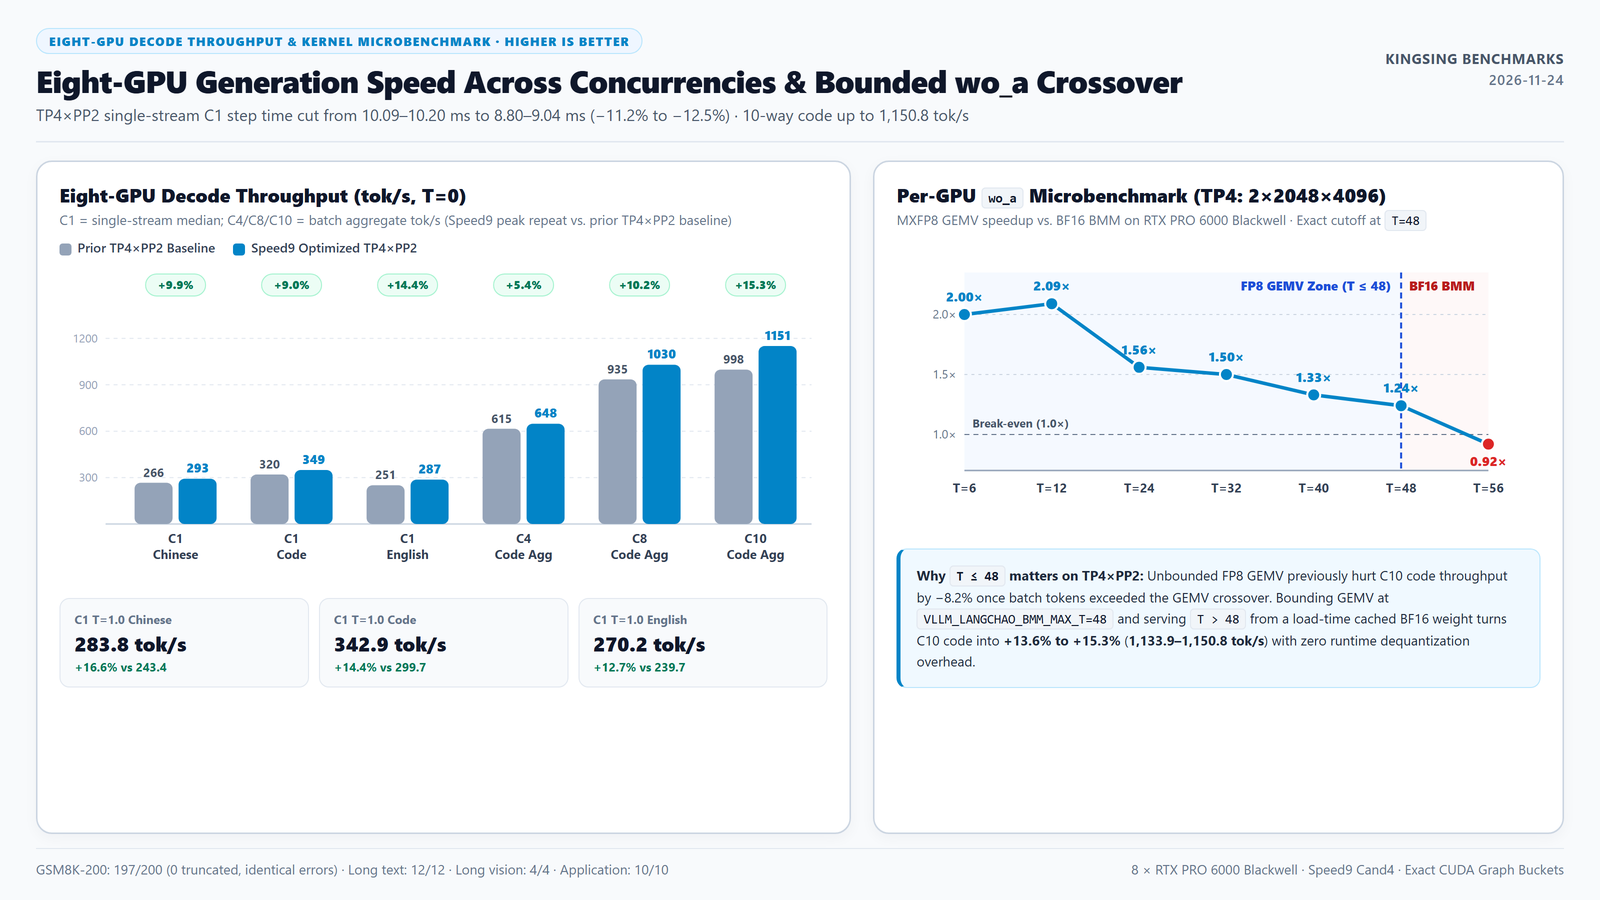 EIGHT-GPU DECODE THROUGHPUT & KERNEL MICROBENCHMARK · HIGHER IS BETTER
Eight-GPU Generation Speed Across Concurrencies & Bounded wo_a Crossover
TP4×PP2 single-stream C1 step time cut from 10.09–10.20 ms to 8.80–9.04 ms (−11.2% to −12.5%) · 10-way code up to 1,150.8 tok/s
KINGSING BENCHMARKS
2026-11-24
Eight-GPU Decode Throughput (tok/s, T=0)
C1 = single-stream median; C4/C8/C10 = batch aggregate tok/s (Speed9 peak repeat vs. prior TP4×PP2 baseline)
Prior TP4×PP2 Baseline
Speed9 Optimized TP4×PP2
+9.9%
+9.0%
+14.4%
+5.4%
+10.2%
+15.3%
1200
900
600
300
266
293
320
349
251
287
615
648
935
1030
998
1151
C1
Chinese
C1
Code
C1
English
C4
Code Agg
C8
Code Agg
C10
Code Agg
C1 T=1.0 Chinese
283.8 tok/s
+16.6% vs 243.4
C1 T=1.0 Code
342.9 tok/s
+14.4% vs 299.7
C1 T=1.0 English
270.2 tok/s
+12.7% vs 239.7
Per-GPU wo_a Microbenchmark (TP4: 2×2048×4096)
MXFP8 GEMV speedup vs. BF16 BMM on RTX PRO 6000 Blackwell · Exact cutoff at T=48
FP8 GEMV Zone (T ≤ 48)
BF16 BMM
2.0×
1.5×
1.0×
2.00×
2.09×
1.56×
1.50×
1.33×
1.24×
0.92×
Break-even (1.0×)
T=6
T=12
T=24
T=32
T=40
T=48
T=56
Why T ≤ 48 matters on TP4×PP2: Unbounded FP8 GEMV previously hurt C10 code throughput
by −8.2% once batch tokens exceeded the GEMV crossover. Bounding GEMV at
VLLM_LANGCHAO_BMM_MAX_T=48 and serving T > 48 from a load-time cached BF16 weight turns
C10 code into +13.6% to +15.3% (1,133.9–1,150.8 tok/s) with zero runtime dequantization
overhead.
GSM8K-200: 197/200 (0 truncated, identical errors) · Long text: 12/12 · Long vision: 4/4 · Application: 10/10
8 × RTX PRO 6000 Blackwell · Speed9 Cand4 · Exact CUDA Graph Buckets